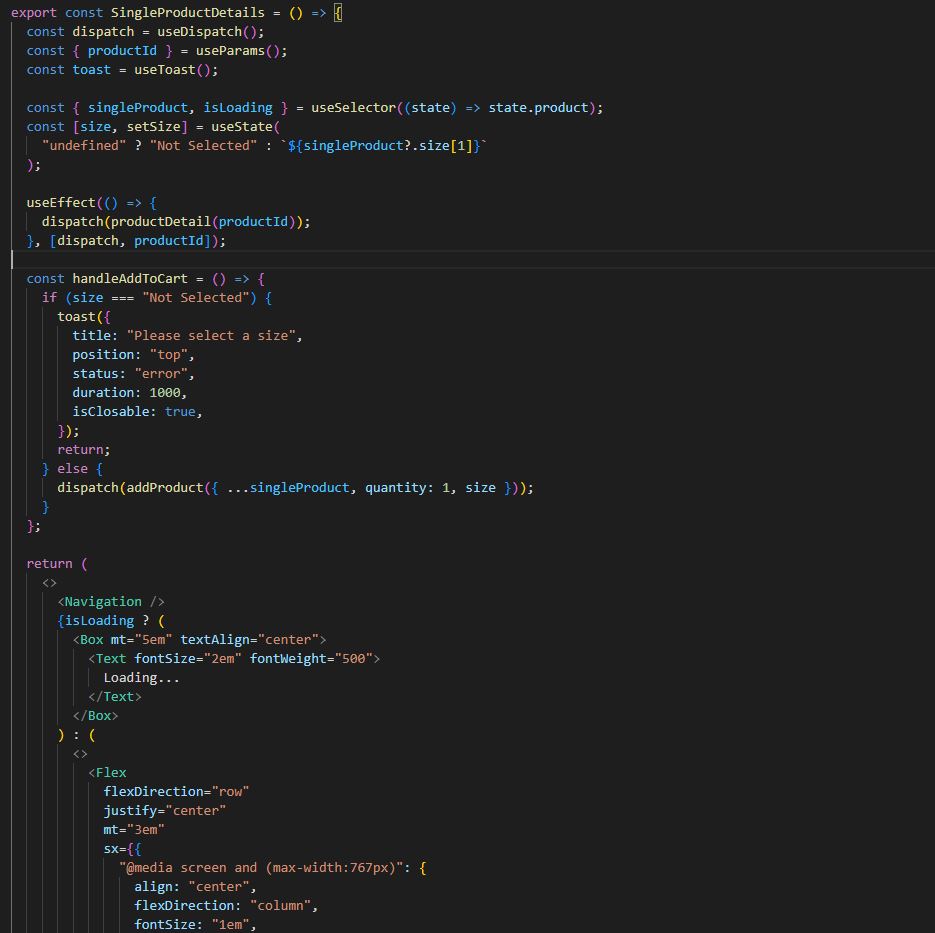 export const SingleProductDetails = () => {
  const dispatch = useDispatch();
  const { productId } = useParams();
  const toast = useToast();

  const { singleProduct, isLoading } = useSelector((state) => state.product);
  const [size, setSize] = useState(
    "undefined" ? "Not Selected" : `${singleProduct?.size[1]}`
  );

  useEffect(() => {
    dispatch(productDetail(productId));
  }, [dispatch, productId]);

  const handleAddToCart = () => {
    if (size === "Not Selected") {
      toast({
        title: "Please select a size",
        position: "top",
        status: "error",
        duration: 1000,
        isClosable: true,
      });
      return;
    } else {
      dispatch(addProduct({ ...singleProduct, quantity: 1, size }));
    }
  };

  return (
    <>
      <Navigation />
      {isLoading ? (
        <Box mt="5em" textAlign="center">
          <Text fontSize="2em" fontWeight="500">
            Loading...
          </Text>
        </Box>
      ) : (
        <>
          <Flex
            flexDirection="row"
            justify="center"
            mt="3em"
            sx={{
              "@media screen and (max-width:767px)": {
                align: "center",
                flexDirection: "column",
                fontSize: "1em",